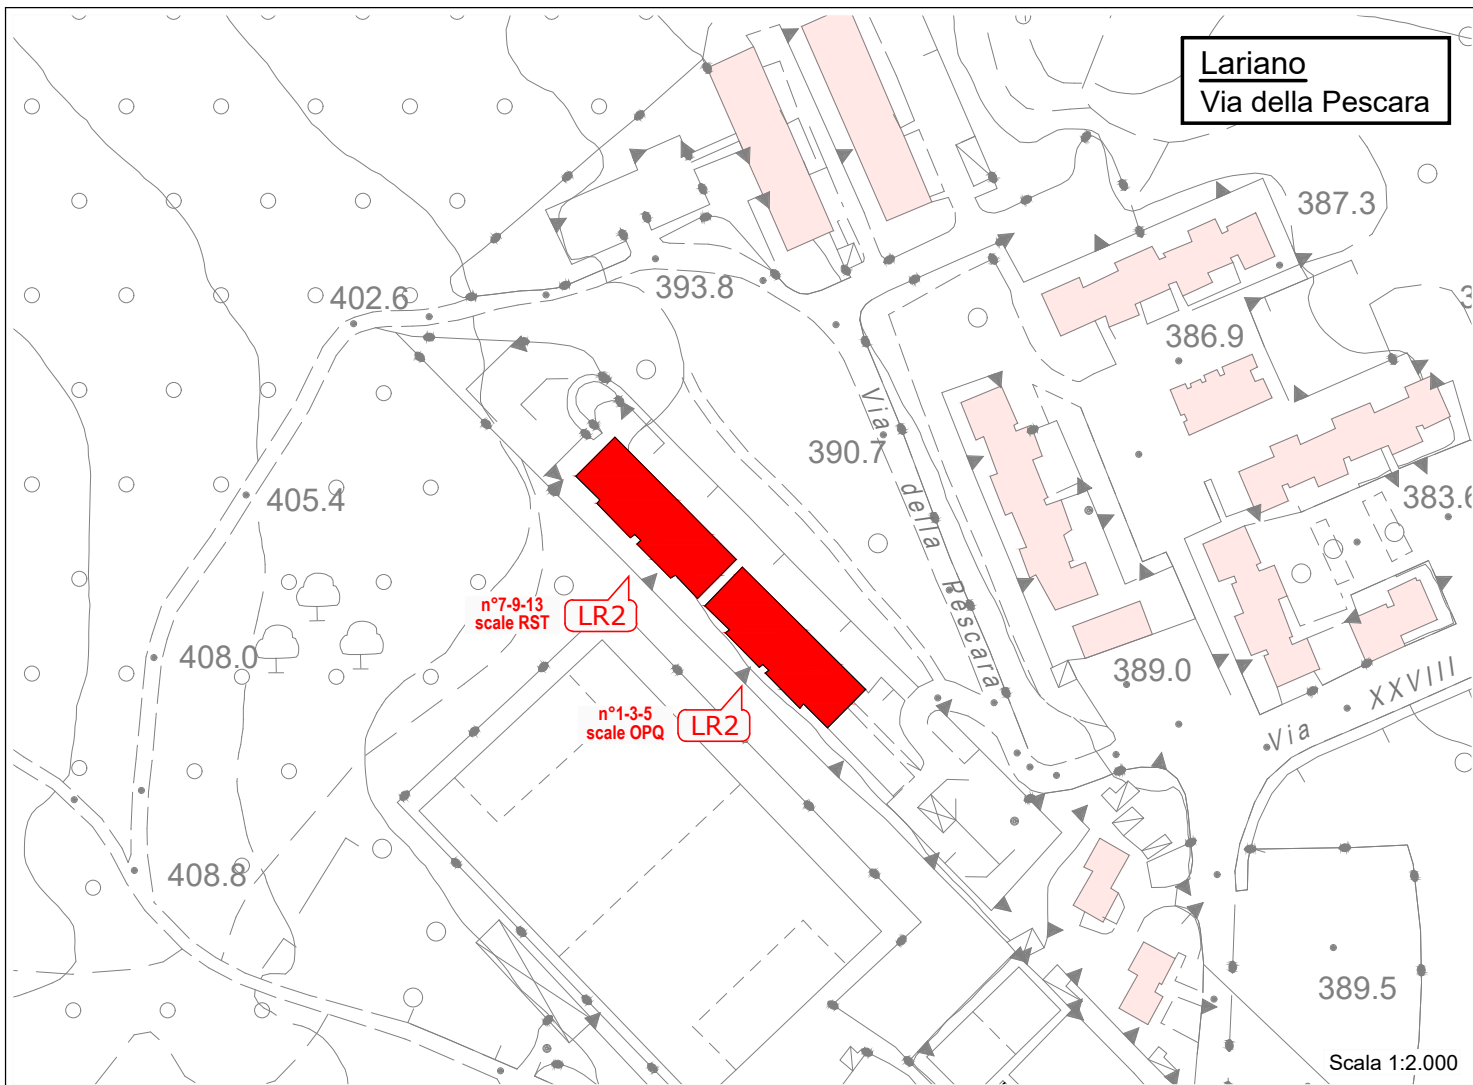 Lariano
Via della Pescara
387.3
393.8
402.6
386.9
390.7
383.6
405.4
Via della Pescara
n°7-9-13
scale RST
LR2
408.0
389.0
n°1-3-5
scale OPQ
LR2
Via XXVIII
408.8
389.5
Scala 1:2.000